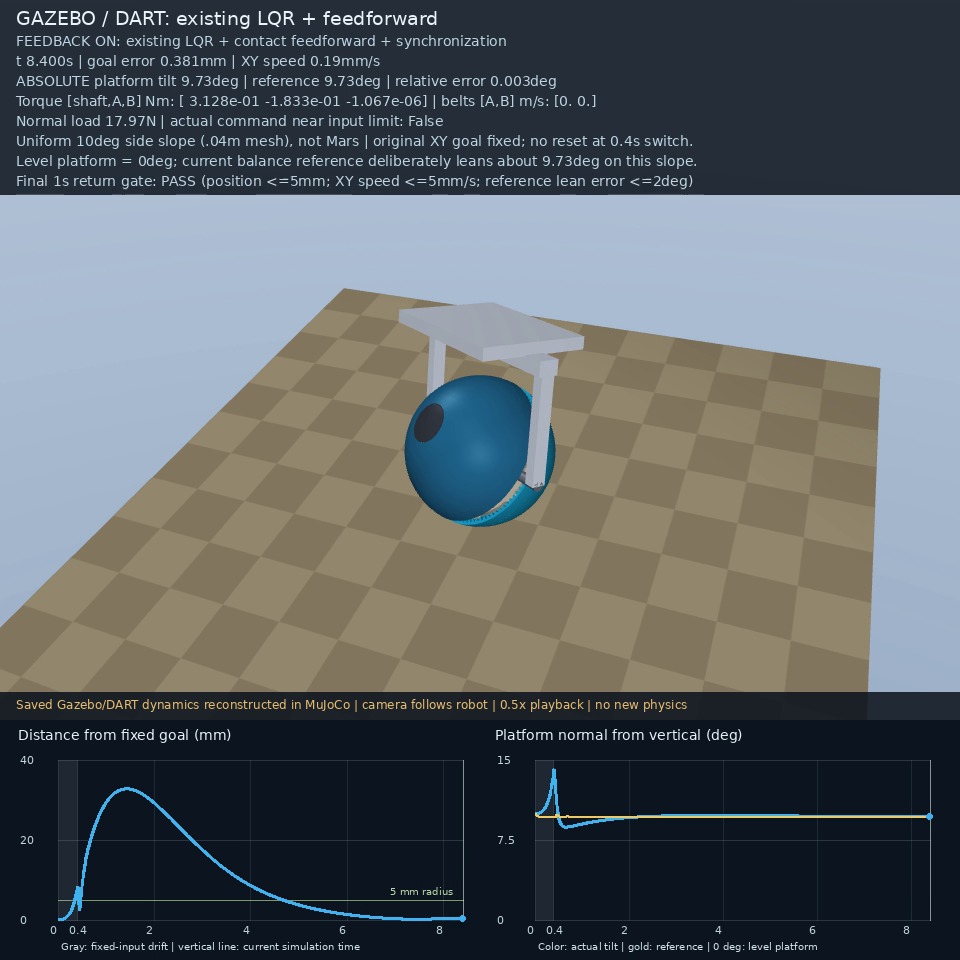 GAZEBO / DART: existing LQR + feedforward
FEEDBACK ON: existing LQR + contact feedforward + synchronization
t 8.400s | goal error 0.381mm | XY speed 0.19mm/s
ABSOLUTE platform tilt 9.73deg | reference 9.73deg | relative error 0.003deg
Torque [shaft,A,B] Nm: [ 3.128e-01 -1.833e-01 -1.067e-06] | belts [A,B] m/s: [0. 0.]
Normal load 17.97N | actual command near input limit: False
Uniform 10deg side slope (.04m mesh), not Mars | original XY goal fixed; no reset at 0.4s switch.
Level platform = 0deg; current balance reference deliberately leans about 9.73deg on this slope.
Final 1s return gate: PASS (position <=5mm; XY speed <=5mm/s; reference lean error <=2deg)
Saved Gazebo/DART dynamics reconstructed in MuJoCo | camera follows robot | 0.5x playback | no new physics
Distance from fixed goal (mm)
40
20
0
5 mm radius
0 0.4 2 4 6 8
Gray: fixed-input drift | vertical line: current simulation time
Platform normal from vertical (deg)
15
7.5
0
0 0.4 2 4 6 8
Color: actual tilt | gold: reference | 0 deg: level platform